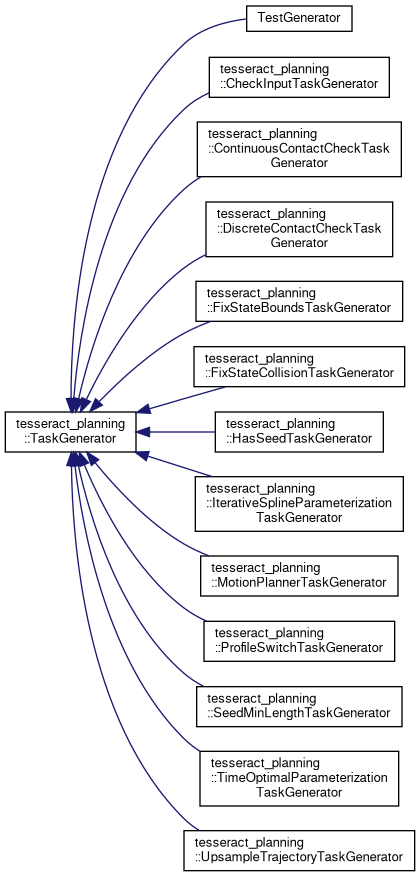 TestGenerator
tesseract_planning
::CheckInputTaskGenerator
tesseract_planning
::ContinuousContactCheckTask
Generator
tesseract_planning
::DiscreteContactCheckTask
Generator
tesseract_planning
::FixStateBoundsTaskGenerator
tesseract_planning
::FixStateCollisionTaskGenerator
tesseract_planning
::TaskGenerator
tesseract_planning
::HasSeedTaskGenerator
tesseract_planning
::IterativeSplineParameterization
TaskGenerator
tesseract_planning
::MotionPlannerTaskGenerator
tesseract_planning
::ProfileSwitchTaskGenerator
tesseract_planning
::SeedMinLengthTaskGenerator
tesseract_planning
::TimeOptimalParameterization
TaskGenerator
tesseract_planning
::UpsampleTrajectoryTaskGenerator